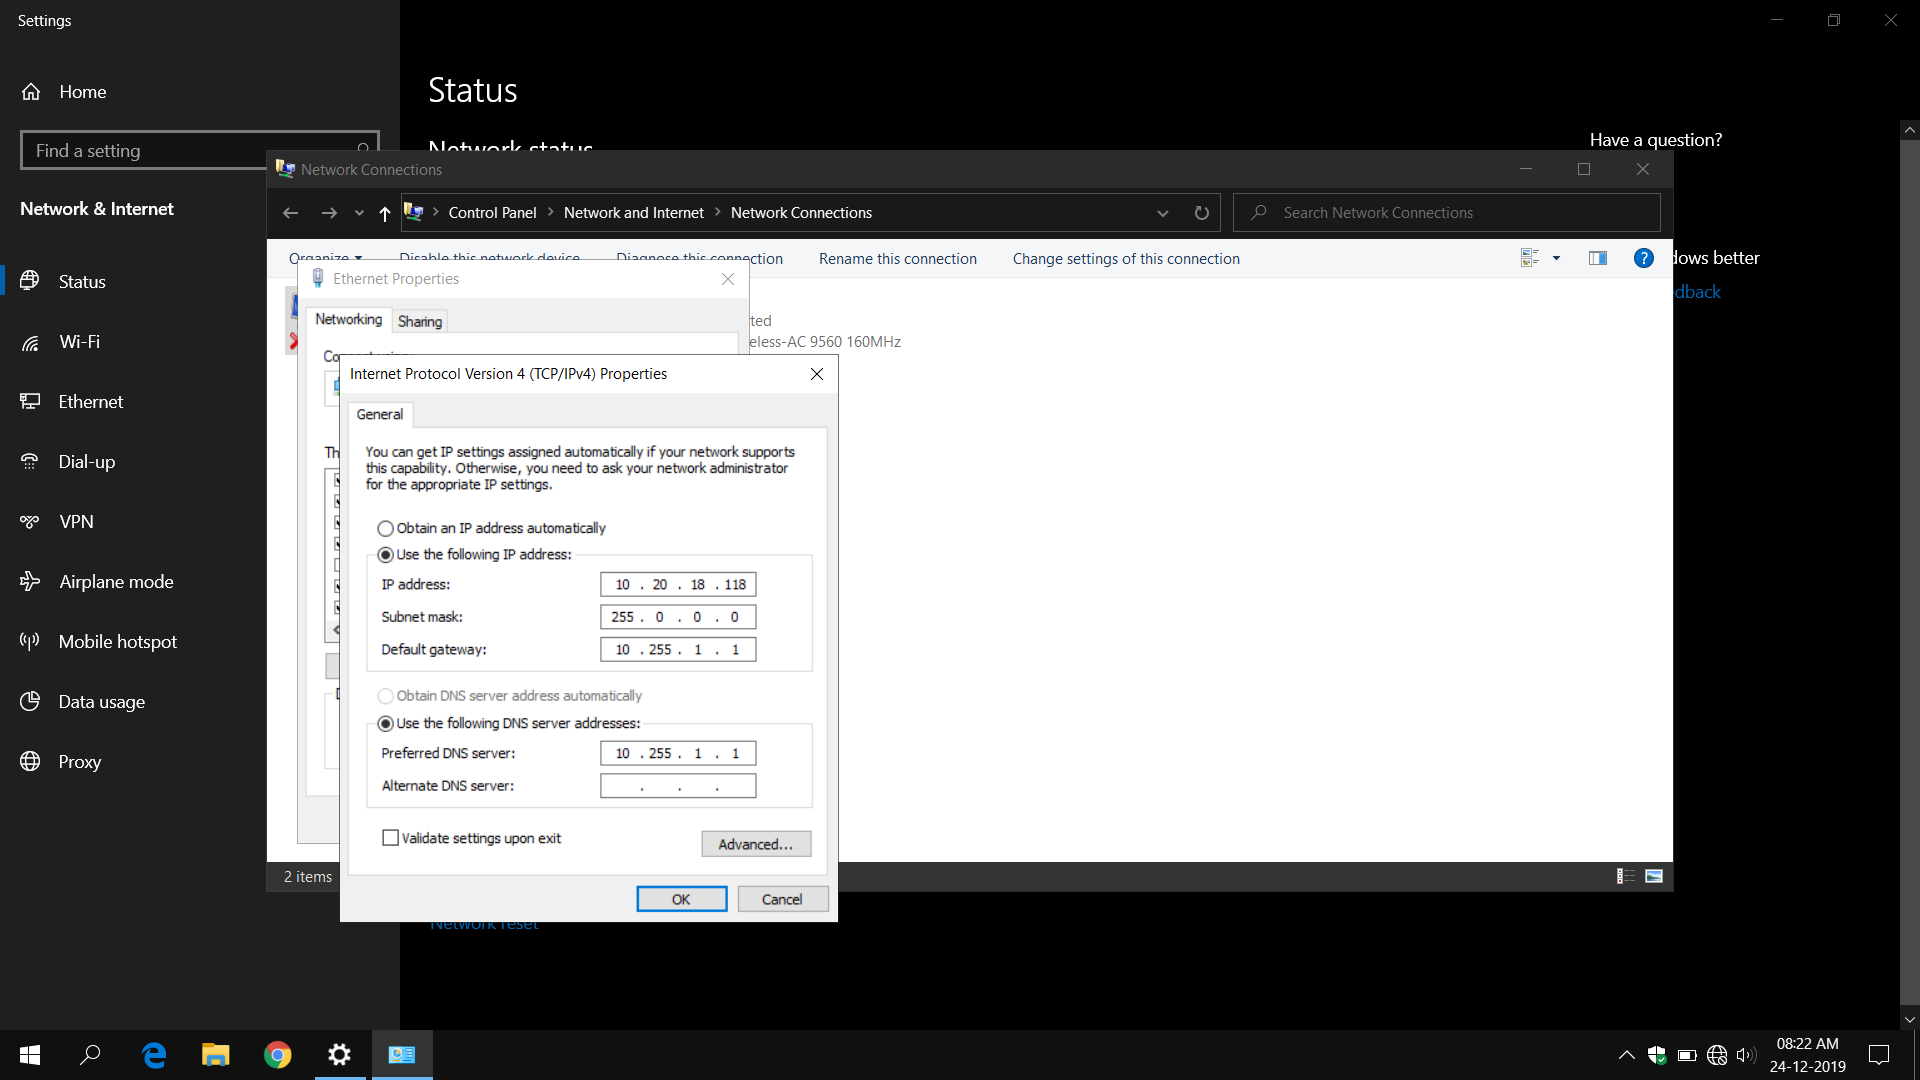 Settings
Home
Find a setting
Network & Internet
Status
Wi-Fi
Ethernet
Dial-up
VPN
Airplane mode
Mobile hotspot
Data usage
Proxy
Status
Network status
Have a question?
dows better
dback
Network Connections
Control Panel > Network and Internet > Network Connections
Search Network Connections
Organize Disable this network device Diagnose this connection Rename this connection Change settings of this connection
ted
eless-AC 9560 160MHz
Ethernet Properties
Networking Sharing
Co
Th
Internet Protocol Version 4 (TCP/IPv4) Properties
General
You can get IP settings assigned automatically if your network supports
this capability. Otherwise, you need to ask your network administrator
for the appropriate IP settings.
Obtain an IP address automatically
Use the following IP address:
IP address: 10 . 20 . 18 . 118
Subnet mask: 255 . 0 . 0 . 0
Default gateway: 10 . 255 . 1 . 1
Obtain DNS server address automatically
Use the following DNS server addresses:
Preferred DNS server: 10 . 255 . 1 . 1
Alternate DNS server: . . .
Validate settings upon exit
Advanced...
OK Cancel
2 items
Network reset
08:22 AM
24-12-2019